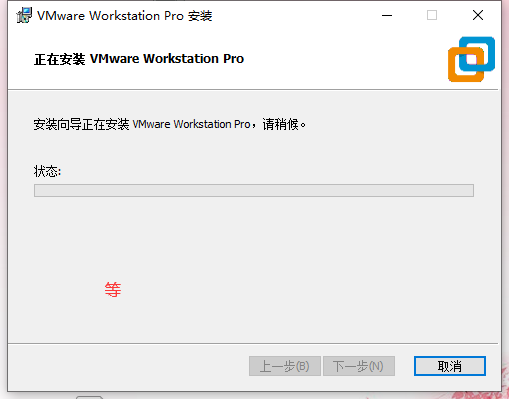 VMware Workstation Pro 安装
正在安装 VMware Workstation Pro
安装向导正在安装 VMware Workstation Pro，请稍候。
状态:
等
上一步(B) 下一步(N) 取消